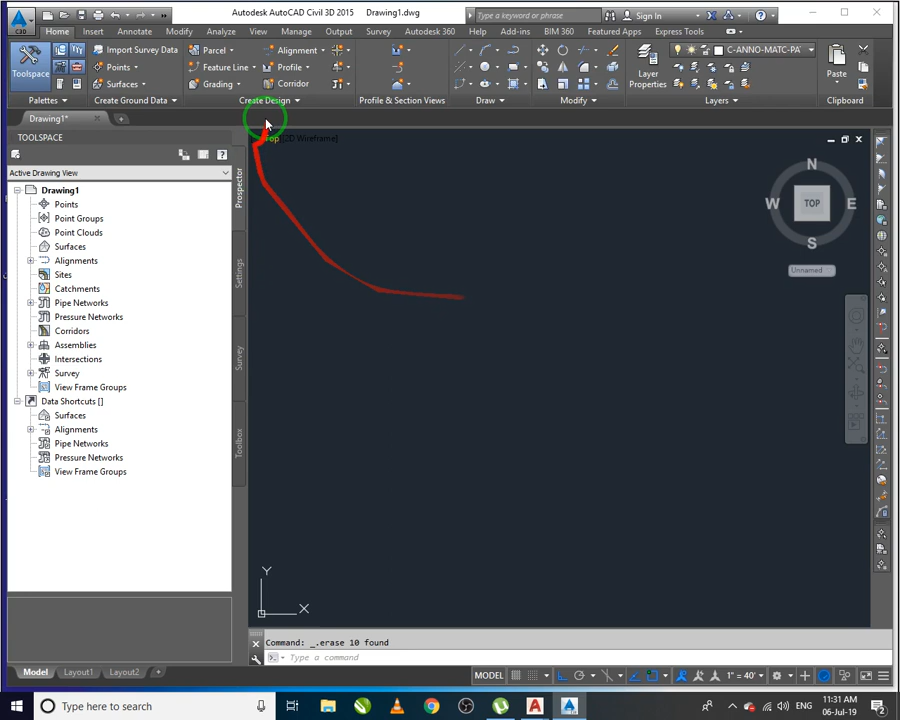 Autodesk AutoCAD Civil 3D 2015 Drawing1.dwg
Type a keyword or phrase
Sign In
C3D
Home Insert Annotate Modify Analyze View Manage Output Survey Autodesk 360 Help Add-ins BIM 360 Featured Apps Express Tools
Toolspace
Import Survey Data
Points
Surfaces
Parcel
Feature Line
Grading
Alignment
Profile
Corridor
Layer
Properties
C-ANNO-MATC-PA
Paste
Palettes
Create Ground Data
Create Design
Profile & Section Views
Draw
Modify
Layers
Clipboard
Drawing1*
TOOLSPACE
Active Drawing View
Drawing1
Points
Point Groups
Point Clouds
Surfaces
Alignments
Sites
Catchments
Pipe Networks
Pressure Networks
Corridors
Assemblies
Intersections
Survey
View Frame Groups
Data Shortcuts []
Surfaces
Alignments
Pipe Networks
Pressure Networks
View Frame Groups
Prospector
Settings
Survey
Toolbox
Top][2D Wireframe]
N
W TOP E
S
Unnamed
Y
X
Command: _.erase 10 found
Type a command
Model Layout1 Layout2
MODEL
1" = 40'
Type here to search
11:31 AM
06-Jul-19
2